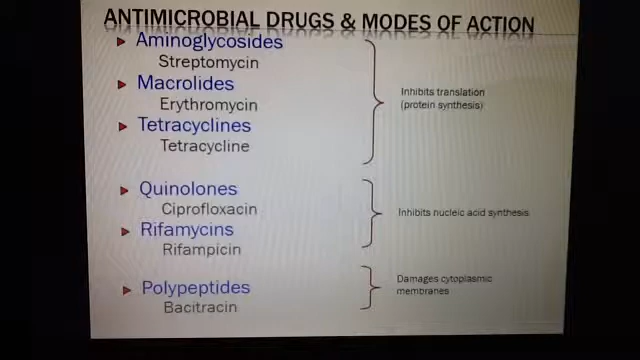 ANTIMICROBIAL DRUGS & MODES OF ACTION
Aminoglycosides
Streptomycin
Macrolides
Erythromycin
Tetracyclines
Tetracycline
Inhibits translation
(protein synthesis)
Quinolones
Ciprofloxacin
Rifamycins
Rifampicin
Inhibits nucleic acid synthesis
Polypeptides
Bacitracin
Damages cytoplasmic
membranes